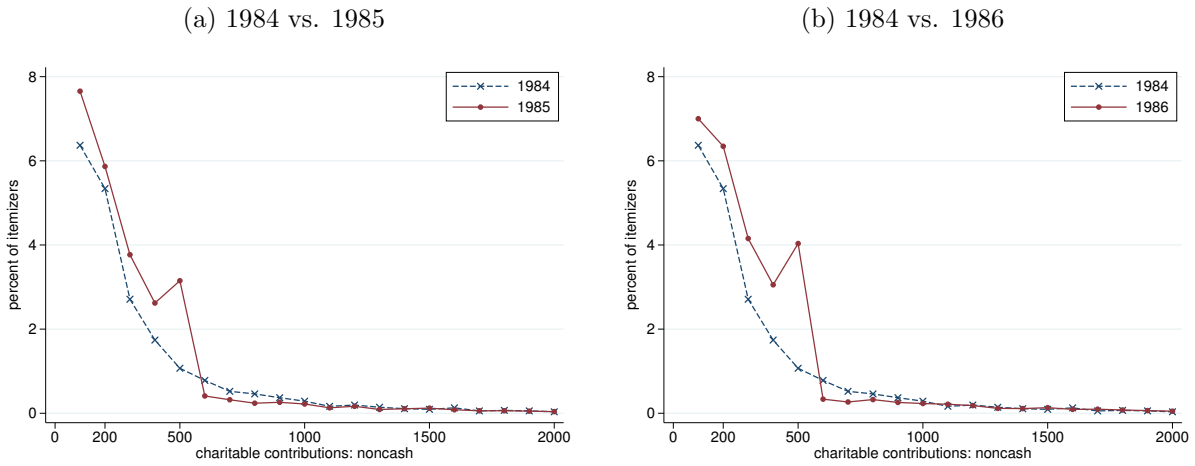 (a) 1984 vs. 1985
8
6
4
2
0
percent of itemizers
0 200 500 1000 1500 2000
charitable contributions: noncash
1984
1985
(b) 1984 vs. 1986
8
6
4
2
0
percent of itemizers
0 200 500 1000 1500 2000
charitable contributions: noncash
1984
1986